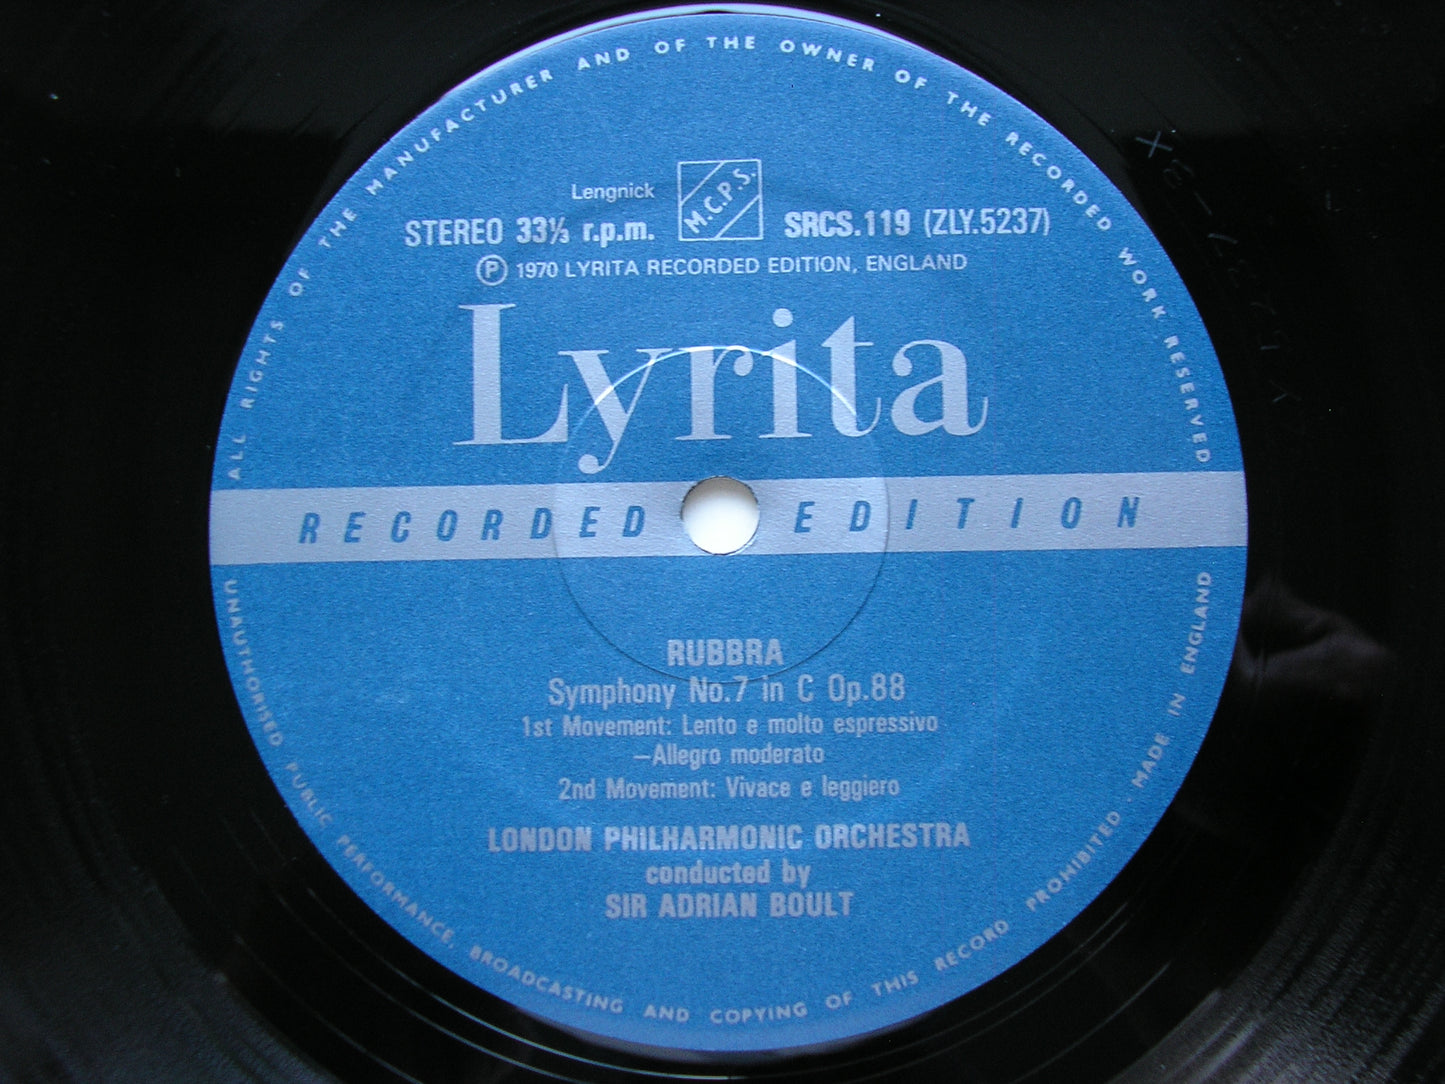 ALL RIGHTS OF THE MANUFACTURER AND OF THE OWNER OF THE RECORDED WORK RESERVED
Lengnick
M.C.P.S.
STEREO 33⅓ r.p.m.
SRCS.119 (ZLY.5237)
Ⓟ 1970 LYRITA RECORDED EDITION, ENGLAND
Lyrita
RECORDED EDITION
RUBBRA
Symphony No.7 in C Op.88
1st Movement: Lento e molto espressivo
—Allegro moderato
2nd Movement: Vivace e leggiero
LONDON PHILHARMONIC ORCHESTRA
conducted by
SIR ADRIAN BOULT
UNAUTHORISED PUBLIC PERFORMANCE, BROADCASTING AND COPYING OF THIS RECORD PROHIBITED · MADE IN ENGLAND